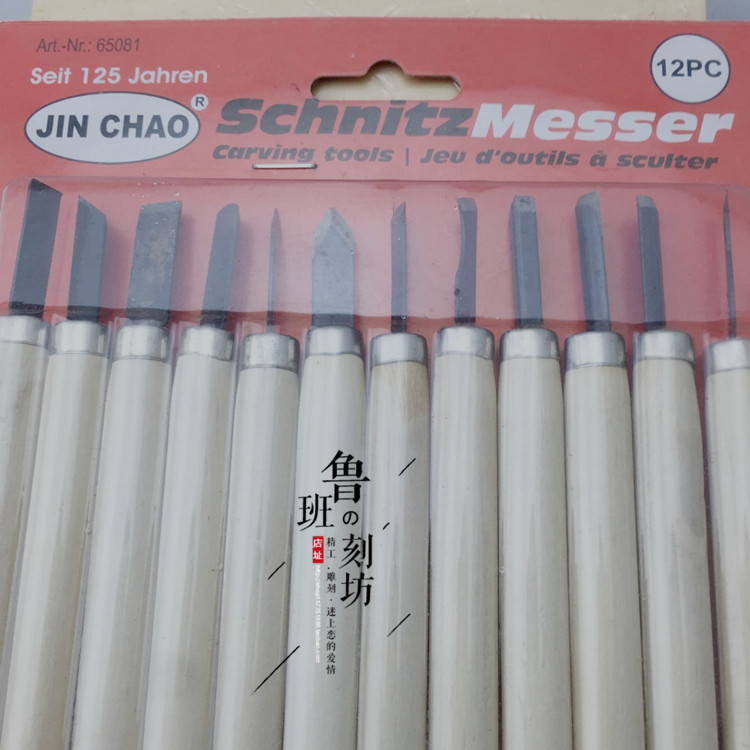 Art.-Nr.: 65081
Seit 125 Jahren
12PC
JIN CHAO ®
SchnitzMesser
Carving tools | Jeu d'outils à sculter
鲁班の刻坊
店址
精工.雕刻.迷上恋的爱情